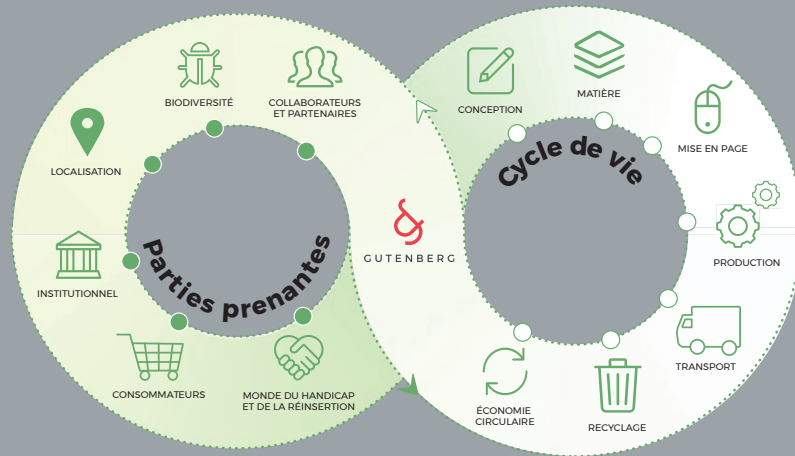 BIODIVERSITÉ
COLLABORATEURS
ET PARTENAIRES
LOCALISATION
INSTITUTIONNEL
CONSOMMATEURS
MONDE DU HANDICAP
ET DE LA RÉINSERTION
Parties prenantes
GUTENBERG
Cycle de vie
CONCEPTION
MATIÈRE
MISE EN PAGE
PRODUCTION
TRANSPORT
RECYCLAGE
ÉCONOMIE
CIRCULAIRE